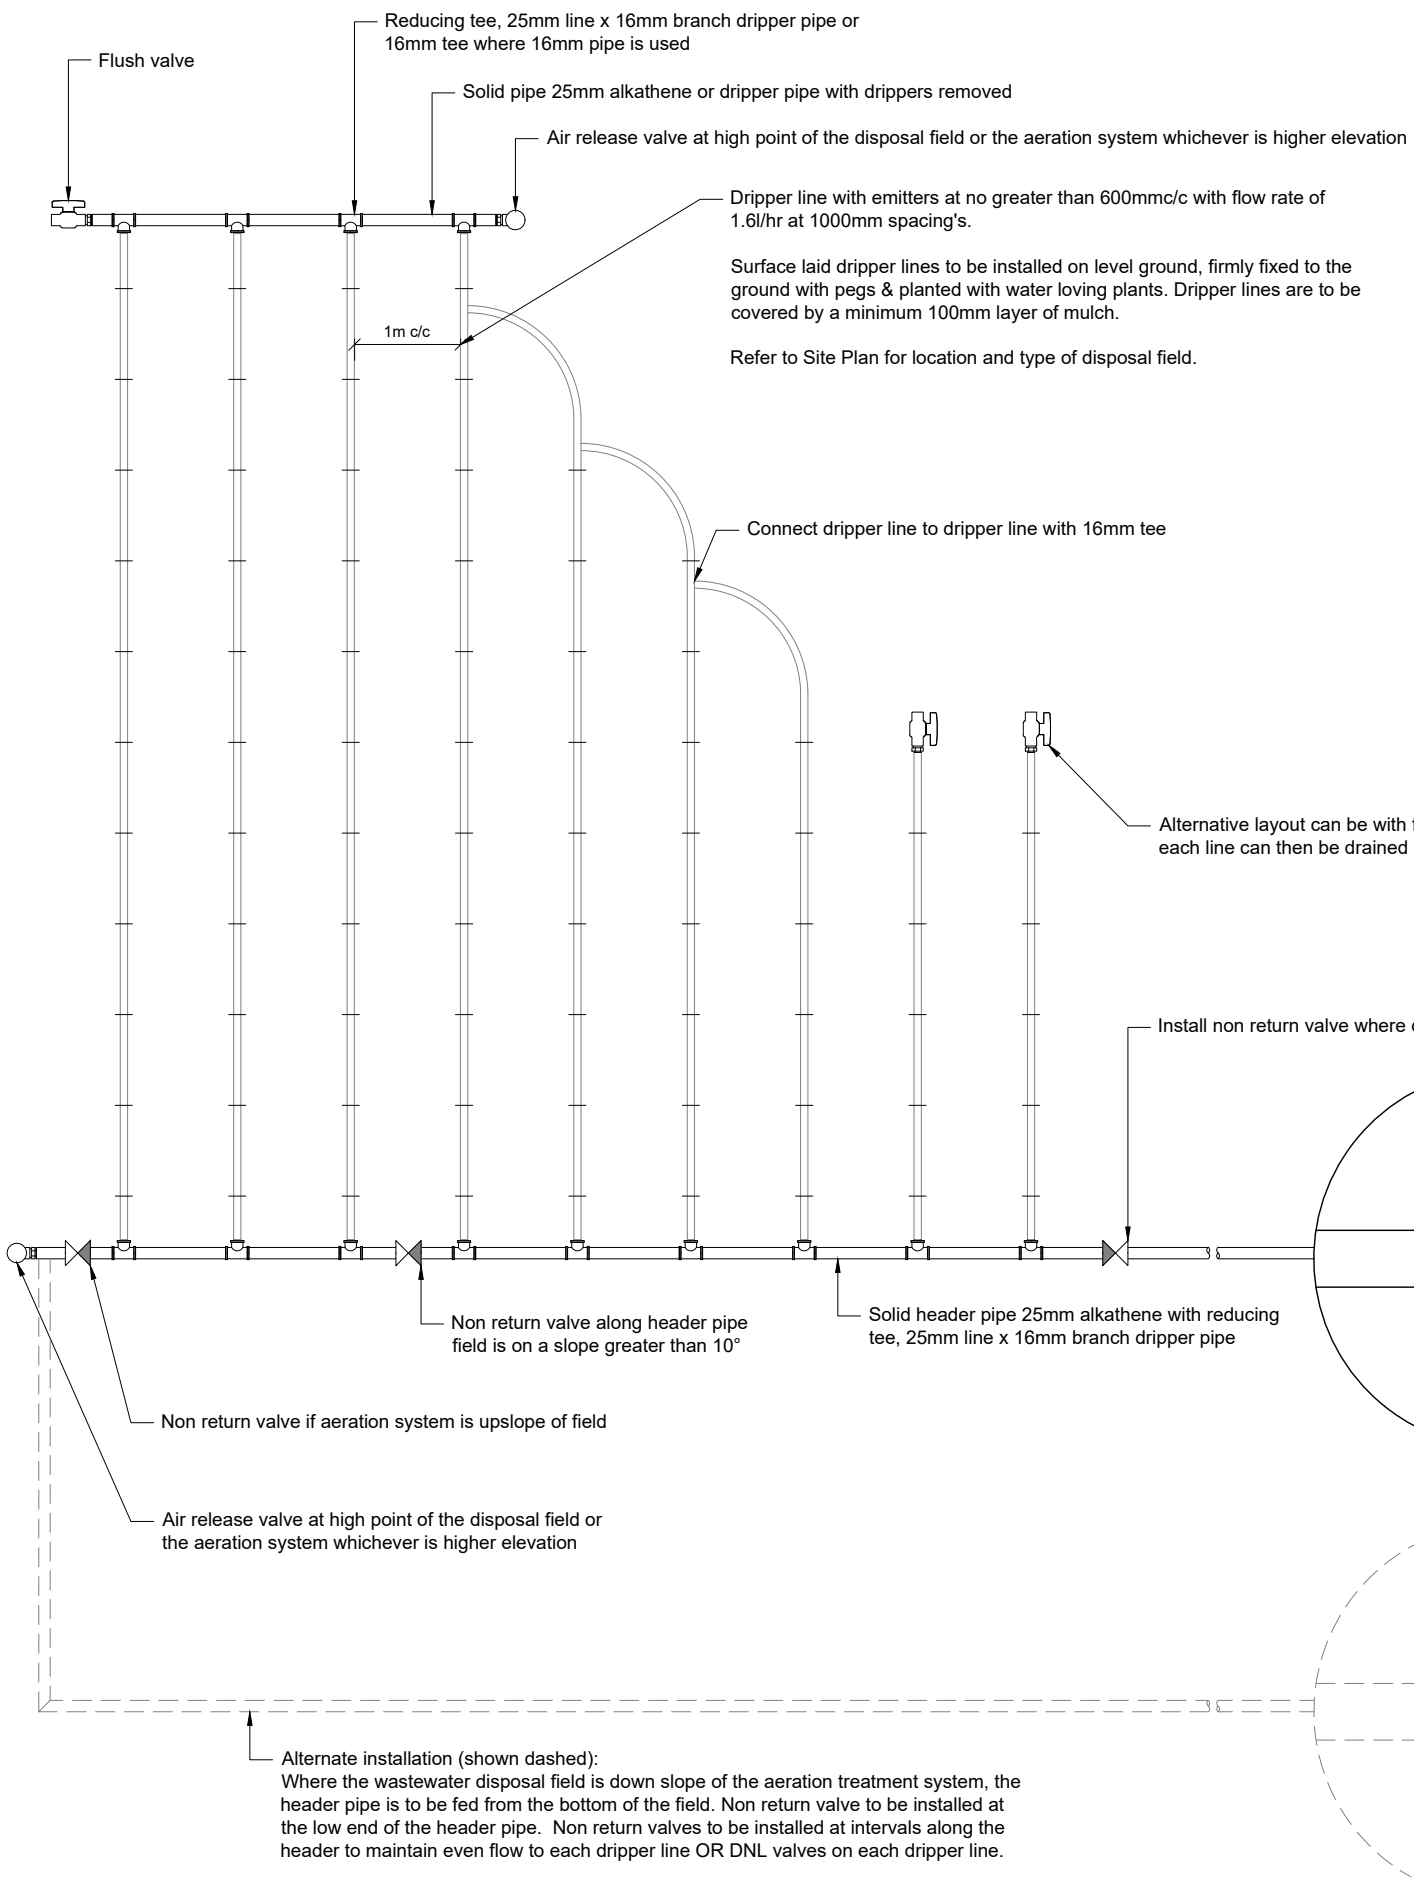 Reducing tee, 25mm line x 16mm branch dripper pipe or
16mm tee where 16mm pipe is used
Flush valve
Solid pipe 25mm alkathene or dripper pipe with drippers removed
Air release valve at high point of the disposal field or the aeration system whichever is higher elevation
Dripper line with emitters at no greater than 600mmc/c with flow rate of
1.6l/hr at 1000mm spacing's.
Surface laid dripper lines to be installed on level ground, firmly fixed to the
ground with pegs & planted with water loving plants. Dripper lines are to be
covered by a minimum 100mm layer of mulch.
1m c/c
Refer to Site Plan for location and type of disposal field.
Connect dripper line to dripper line with 16mm tee
Alternative layout can be with
each line can then be drained
Install non return valve where
Solid header pipe 25mm alkathene with reducing
tee, 25mm line x 16mm branch dripper pipe
Non return valve along header pipe
field is on a slope greater than 10°
Non return valve if aeration system is upslope of field
Air release valve at high point of the disposal field or
the aeration system whichever is higher elevation
Alternate installation (shown dashed):
Where the wastewater disposal field is down slope of the aeration treatment system, the
header pipe is to be fed from the bottom of the field. Non return valve to be installed at
the low end of the header pipe.  Non return valves to be installed at intervals along the
header to maintain even flow to each dripper line OR DNL valves on each dripper line.